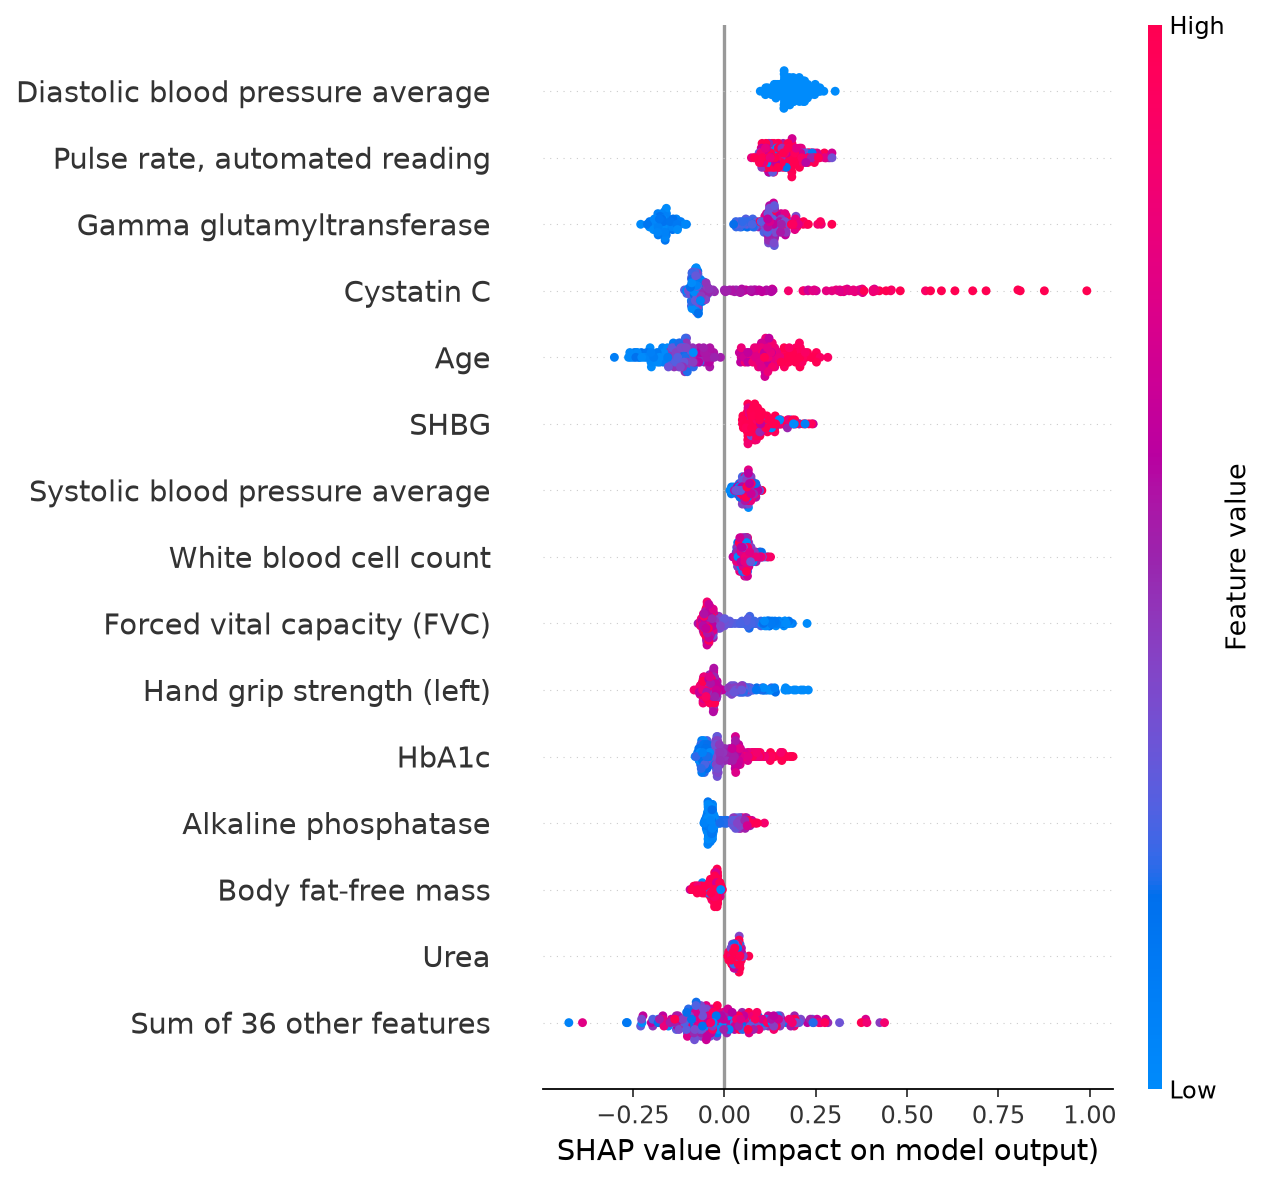 High
Diastolic blood pressure average
Pulse rate, automated reading
Gamma glutamyltransferase
Cystatin C
Age
SHBG
Systolic blood pressure average
White blood cell count
Forced vital capacity (FVC)
Hand grip strength (left)
HbA1c
Alkaline phosphatase
Body fat-free mass
Urea
Sum of 36 other features
Feature value
Low
−0.25 0.00 0.25 0.50 0.75 1.00
SHAP value (impact on model output)